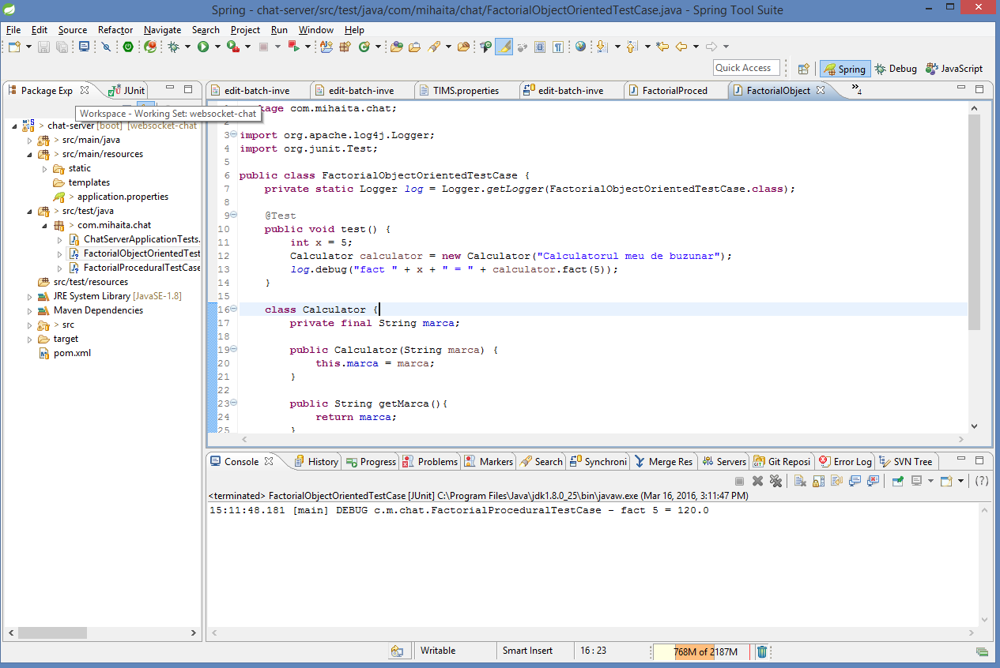 Spring - chat-server/src/test/java/com/mihaita/chat/FactorialObjectOrientedTestCase.java - Spring Tool Suite
File Edit Source Refactor Navigate Search Project Run Window Help
Quick Access Spring Debug JavaScript
Package Exp JUnit
Workspace - Working Set: websocket-chat
> chat-server [boot] [websocket-chat
> src/main/java
> src/main/resources
static
templates
> application.properties
> src/test/java
> com.mihaita.chat
ChatServerApplicationTests.
FactorialObjectOrientedTest
FactorialProceduralTestCase
src/test/resources
JRE System Library [JavaSE-1.8]
Maven Dependencies
> src
target
pom.xml
edit-batch-inve edit-batch-inve TIMS.properties edit-batch-inve FactorialProced FactorialObject »4
kage com.mihaita.chat;
2
3 import org.apache.log4j.Logger;
4 import org.junit.Test;
5
6 public class FactorialObjectOrientedTestCase {
7 private static Logger log = Logger.getLogger(FactorialObjectOrientedTestCase.class);
8
9 @Test
10 public void test() {
11 int x = 5;
12 Calculator calculator = new Calculator("Calculatorul meu de buzunar");
13 log.debug("fact " + x + " = " + calculator.fact(5));
14 }
15
16 class Calculator {
17 private final String marca;
18
19 public Calculator(String marca) {
20 this.marca = marca;
21 }
22
23 public String getMarca(){
24 return marca;
25 }
Console History Progress Problems Markers Search Synchroni Merge Res Servers Git Reposi Error Log SVN Tree
<terminated> FactorialObjectOrientedTestCase [JUnit] C:\Program Files\Java\jdk1.8.0_25\bin\javaw.exe (Mar 16, 2016, 3:11:47 PM)
15:11:48.181 [main] DEBUG c.m.chat.FactorialProceduralTestCase - fact 5 = 120.0
Writable Smart Insert 16 : 23 768M of 2187M